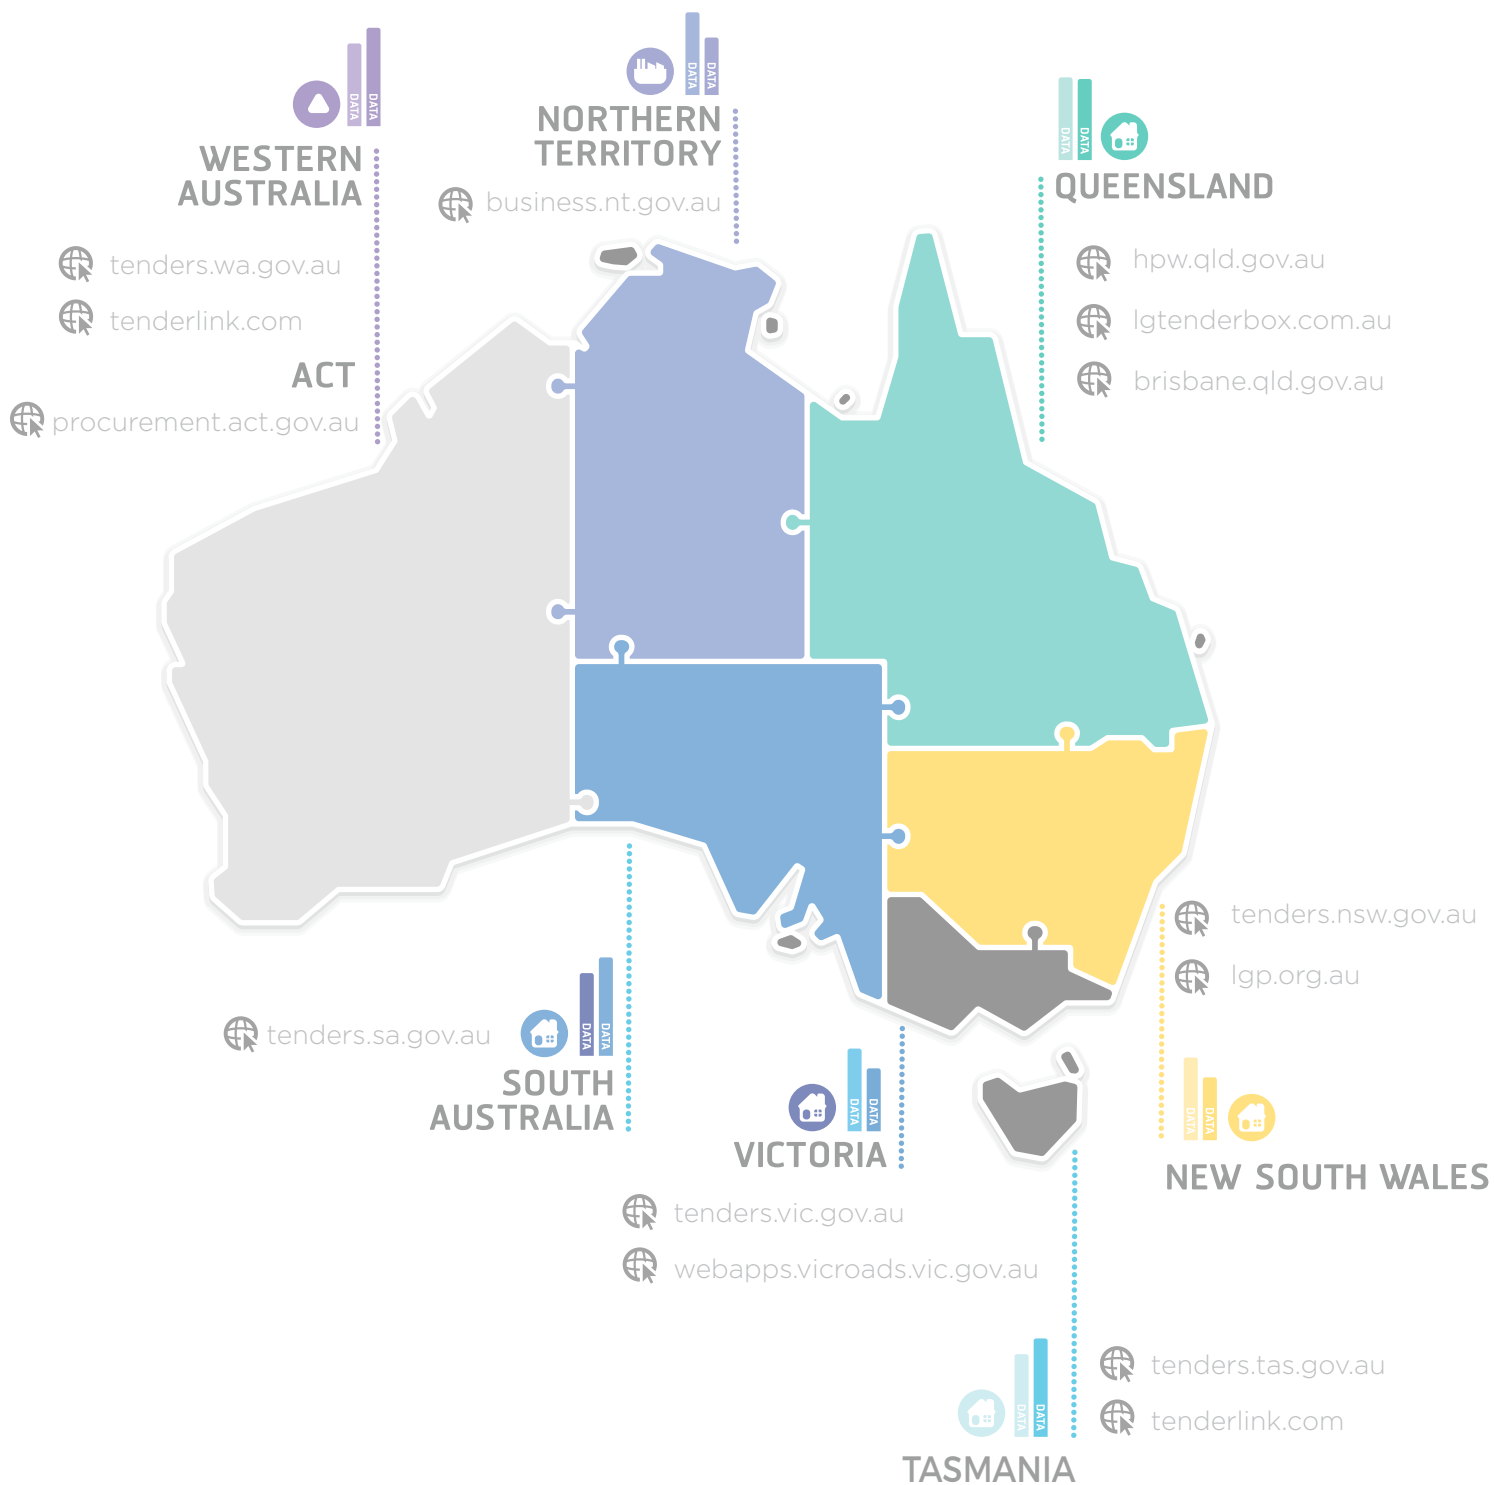 DATA
DATA
WESTERN
AUSTRALIA
tenders.wa.gov.au
tenderlink.com
ACT
procurement.act.gov.au
DATA
DATA
NORTHERN
TERRITORY
business.nt.gov.au
DATA
DATA
QUEENSLAND
hpw.qld.gov.au
lgtenderbox.com.au
brisbane.qld.gov.au
tenders.nsw.gov.au
lgp.org.au
DATA
DATA
NEW SOUTH WALES
tenders.sa.gov.au
DATA
DATA
SOUTH
AUSTRALIA
DATA
DATA
VICTORIA
tenders.vic.gov.au
webapps.vicroads.vic.gov.au
tenders.tas.gov.au
tenderlink.com
DATA
DATA
TASMANIA